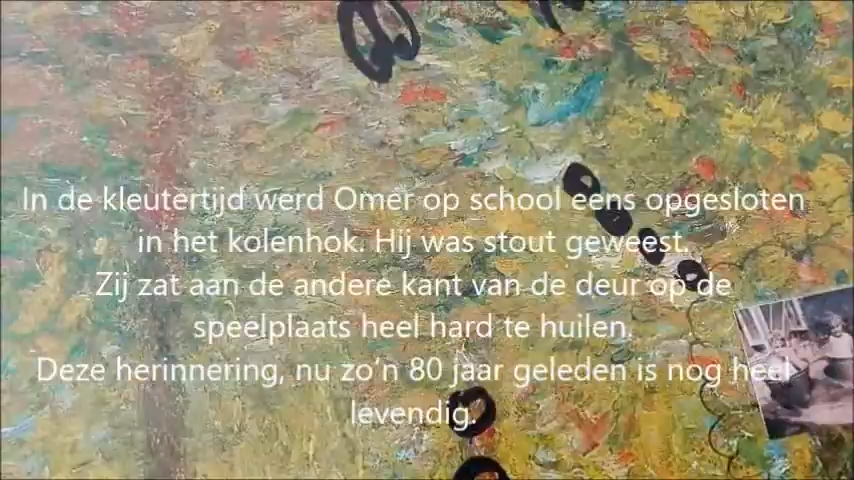 In de kleutertijd werd Omer op school eens opgesloten
in het kolenhok. Hij was stout geweest.
Zij zat aan de andere kant van de deur op de
speelplaats heel hard te huilen.
Deze herinnering, nu zo'n 80 jaar geleden is nog heel
levendig.